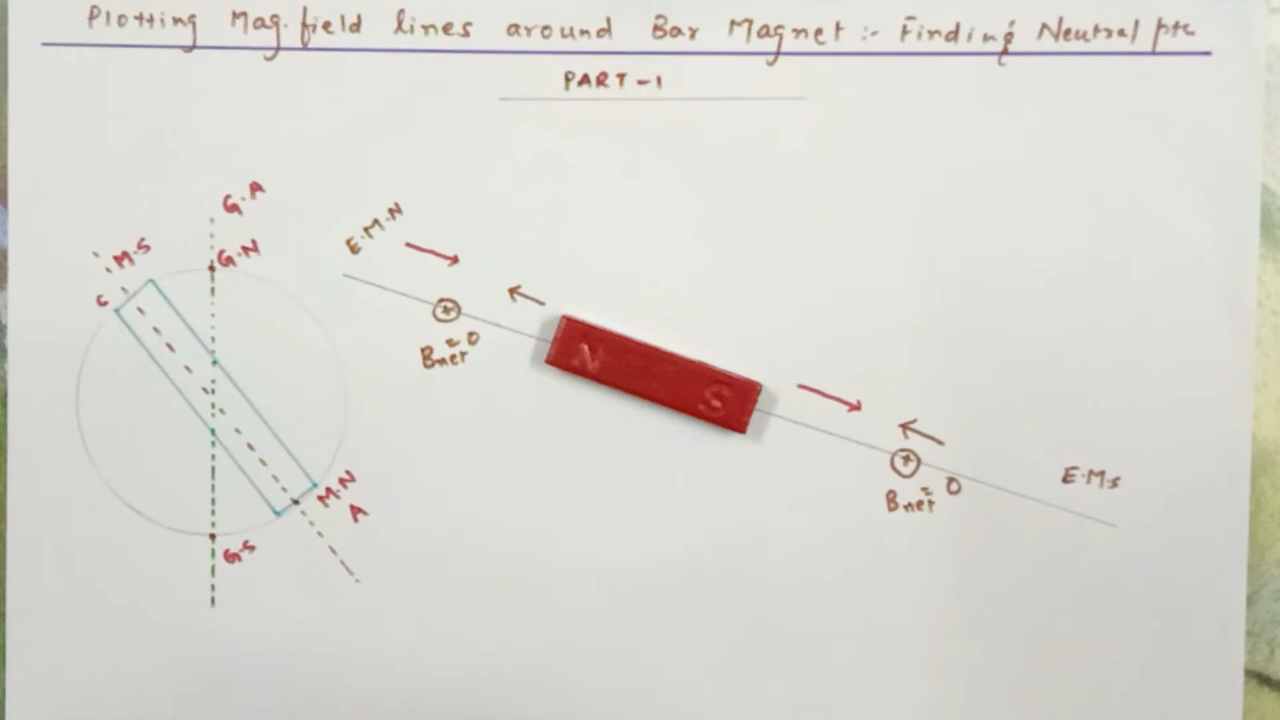 Plotting Mag. field lines around Bar Magnet :- Finding Neutral pts
PART-1
G.A
G.N
M.S
C
M.N
A
G.S
E.M.N
Bnet = 0
N
S
Bnet = 0
E.M.S